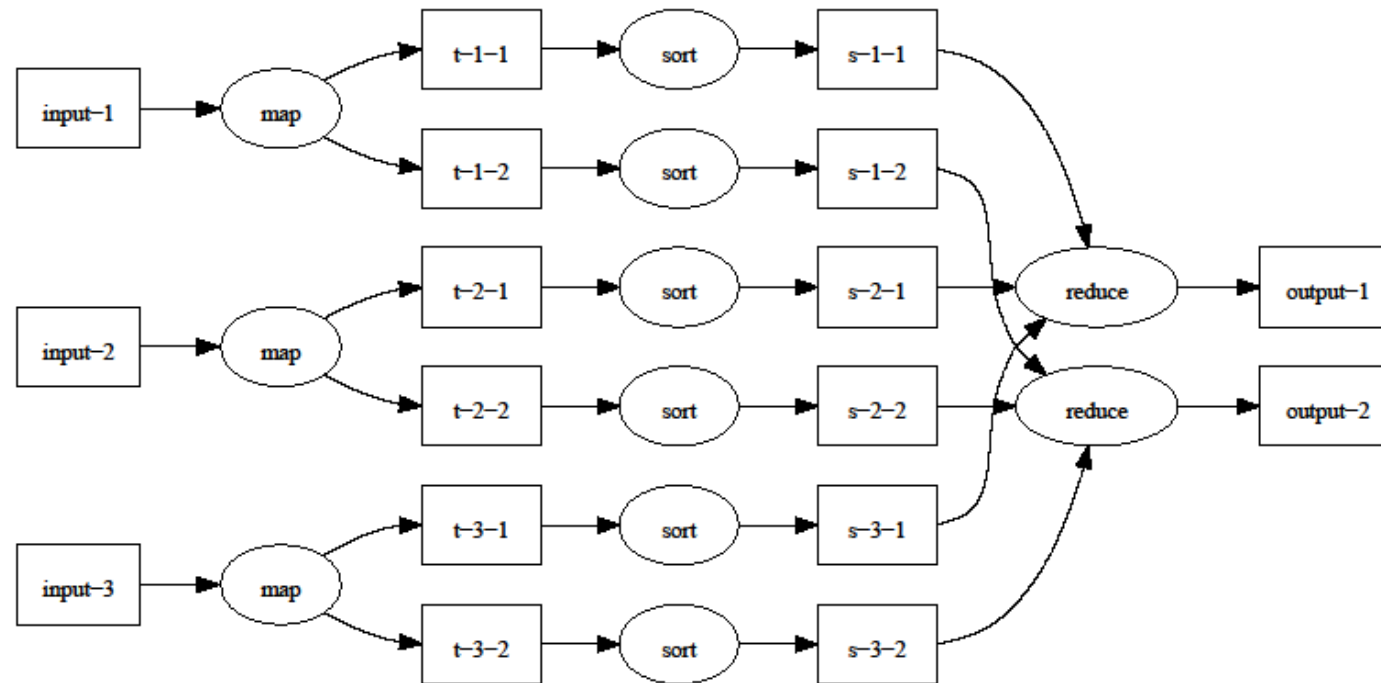 t−1−1
sort
s−1−1
input−1
map
t−1−2
sort
s−1−2
t−2−1
sort
s−2−1
reduce
output−1
input−2
map
t−2−2
sort
s−2−2
reduce
output−2
t−3−1
sort
s−3−1
input−3
map
t−3−2
sort
s−3−2